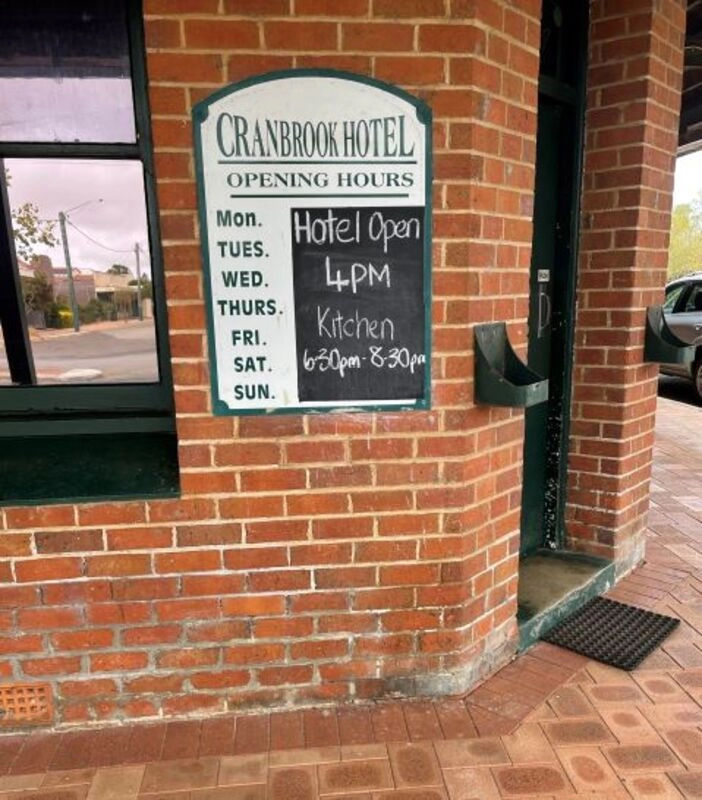 CRANBROOK HOTEL
OPENING HOURS
MON.
TUES.
WED.
THURS.
FRI.
SAT.
SUN.
Hotel Open
4PM
Kitchen
6:30pm - 8:30pm